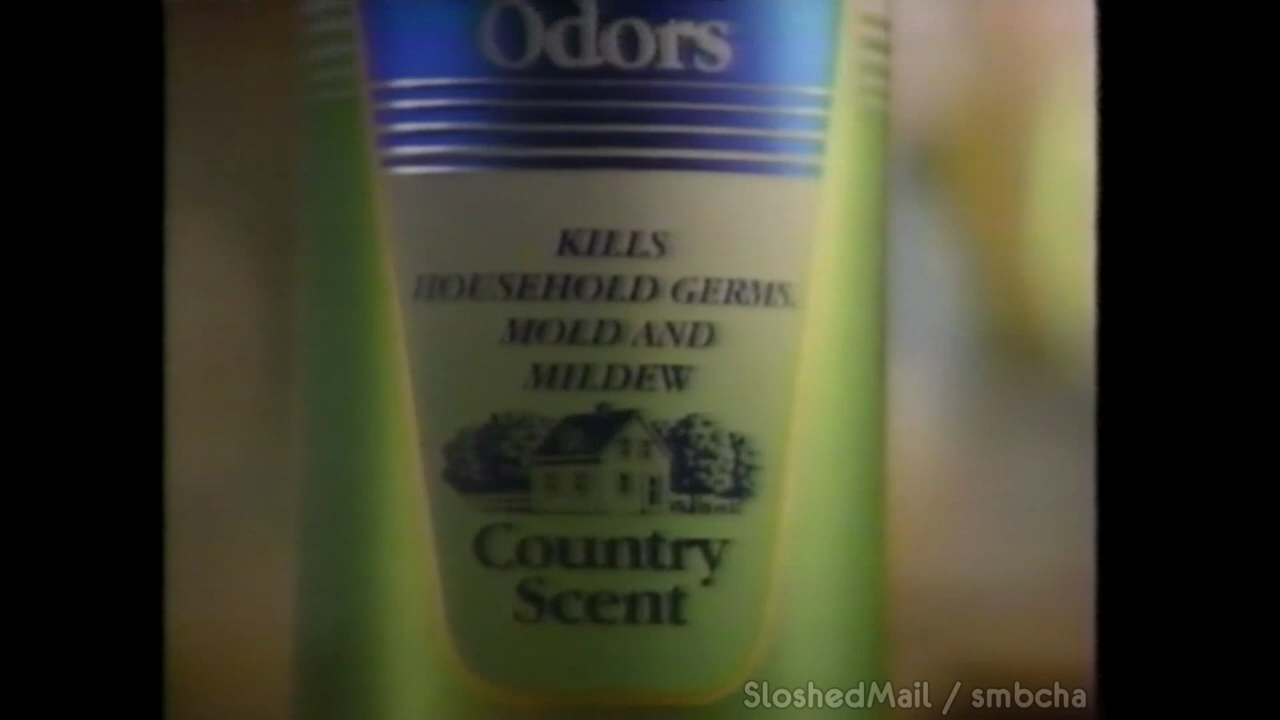 Odors
KILLS
HOUSEHOLD GERMS,
MOLD AND
MILDEW
Country
Scent
SloshedMail / smbcha